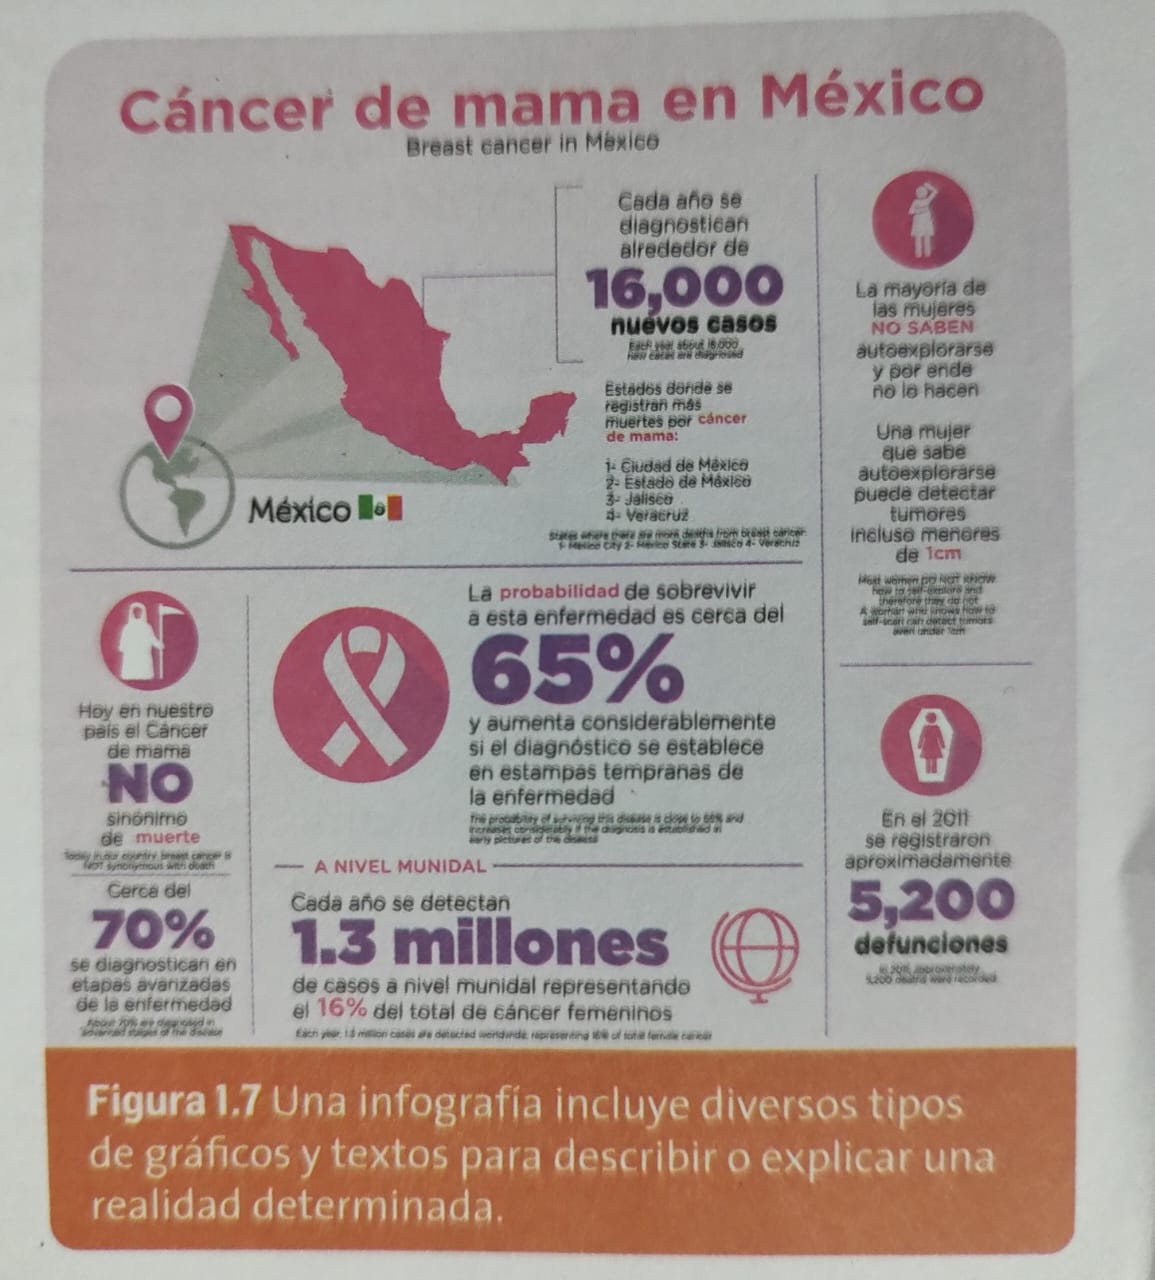 Cáncer de mama en México
Breast cancer in México
Cada año se
diagnostican
alrededor de
16,000
nuevos casos
Each year about 16,000
new cases are diagnosed
Estados donde se
registran más
muertes por cáncer
de mama:
1- Ciudad de México
2- Estado de México
3- Jalisco
4- Veracruz
States where there are more deaths from breast cancer:
1- Mexico City 2- Mexico State 3- Jalisco 4- Veracruz
México
La mayoría de
las mujeres
NO SABEN
autoexplorarse
y por ende
no lo hacen
Una mujer
que sabe
autoexplorarse
puede detectar
tumores
incluso menores
de 1cm
Most women DO NOT KNOW
how to self-explore and
therefore they do not
A woman who knows how to
self-scan can detect tumors
even under 1cm
Hoy en nuestro
país el Cáncer
de mama
NO
sinónimo
de muerte
Today in our country breast cancer is
NOT synonymous with death
Cerca del
70%
se diagnostican en
etapas avanzadas
de la enfermedad
About 70% are diagnosed in
advanced stages of the disease
La probabilidad de sobrevivir
a esta enfermedad es cerca del
65%
y aumenta considerablemente
si el diagnóstico se establece
en estampas tempranas de
la enfermedad
The probability of surviving this disease is close to 65% and
increases considerably if the diagnosis is established in
early pictures of the disease
A NIVEL MUNIDAL
Cada año se detectan
1.3 millones
de casos a nivel munidal representando
el 16% del total de cáncer femeninos
Each year, 1.3 million cases are detected worldwide, representing 16% of total female cancer
En el 2011
se registraron
aproximadamente
5,200
defunciones
In 2011, approximately
5,200 deaths were recorded.
Figura 1.7 Una infografía incluye diversos tipos
de gráficos y textos para describir o explicar una
realidad determinada.